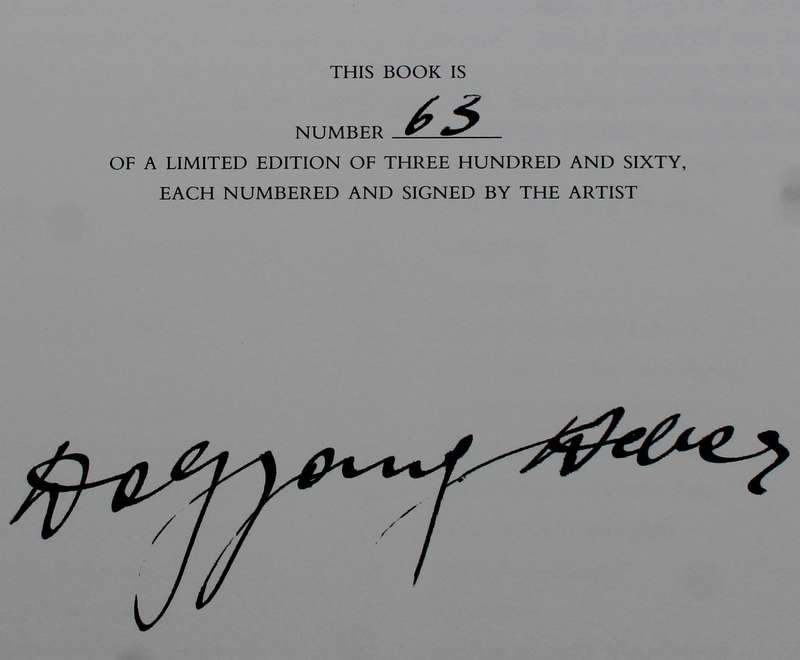 THIS BOOK IS
NUMBER 63
OF A LIMITED EDITION OF THREE HUNDRED AND SIXTY,
EACH NUMBERED AND SIGNED BY THE ARTIST